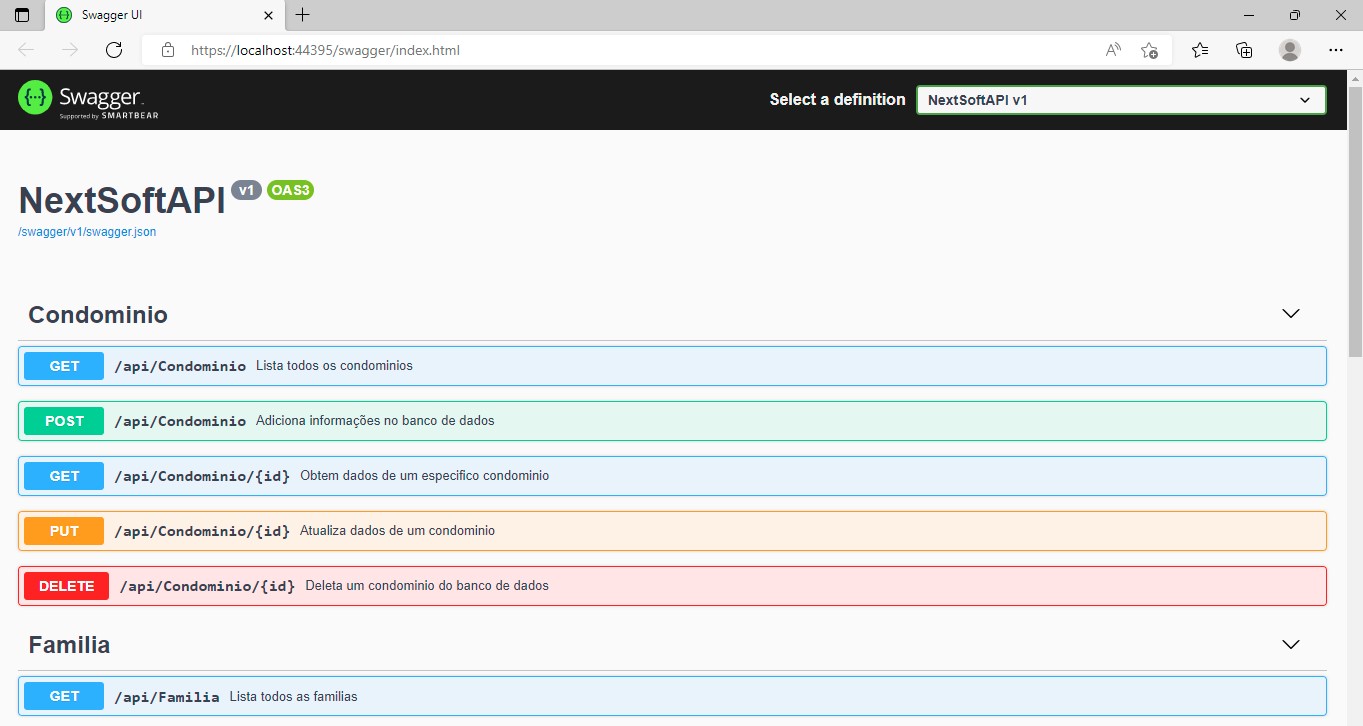 Swagger UI
https://localhost:44395/swagger/index.html
Swagger
Supported by SMARTBEAR
Select a definition
NextSoftAPI v1
NextSoftAPI v1 OAS3
/swagger/v1/swagger.json
Condominio
GET /api/Condominio Lista todos os condominios
POST /api/Condominio Adiciona informações no banco de dados
GET /api/Condominio/{id} Obtem dados de um especifico condominio
PUT /api/Condominio/{id} Atualiza dados de um condominio
DELETE /api/Condominio/{id} Deleta um condominio do banco de dados
Familia
GET /api/Familia Lista todos as familias